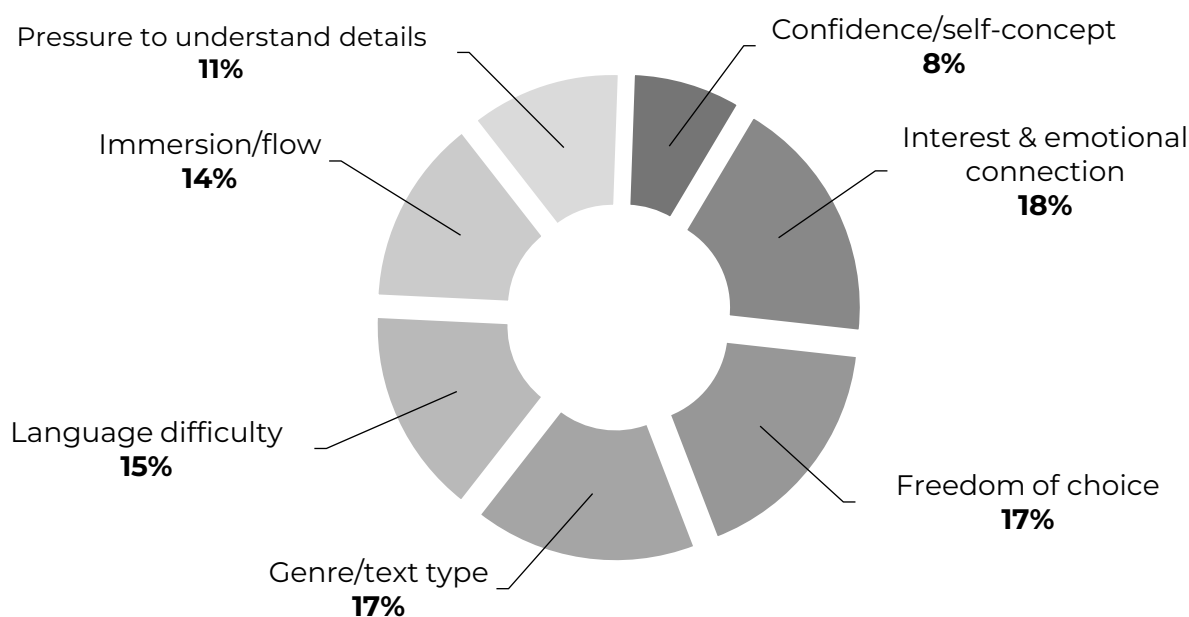 Pressure to understand details
11%
Confidence/self-concept
8%
Immersion/flow
14%
Interest & emotional
connection
18%
Language difficulty
15%
Freedom of choice
17%
Genre/text type
17%